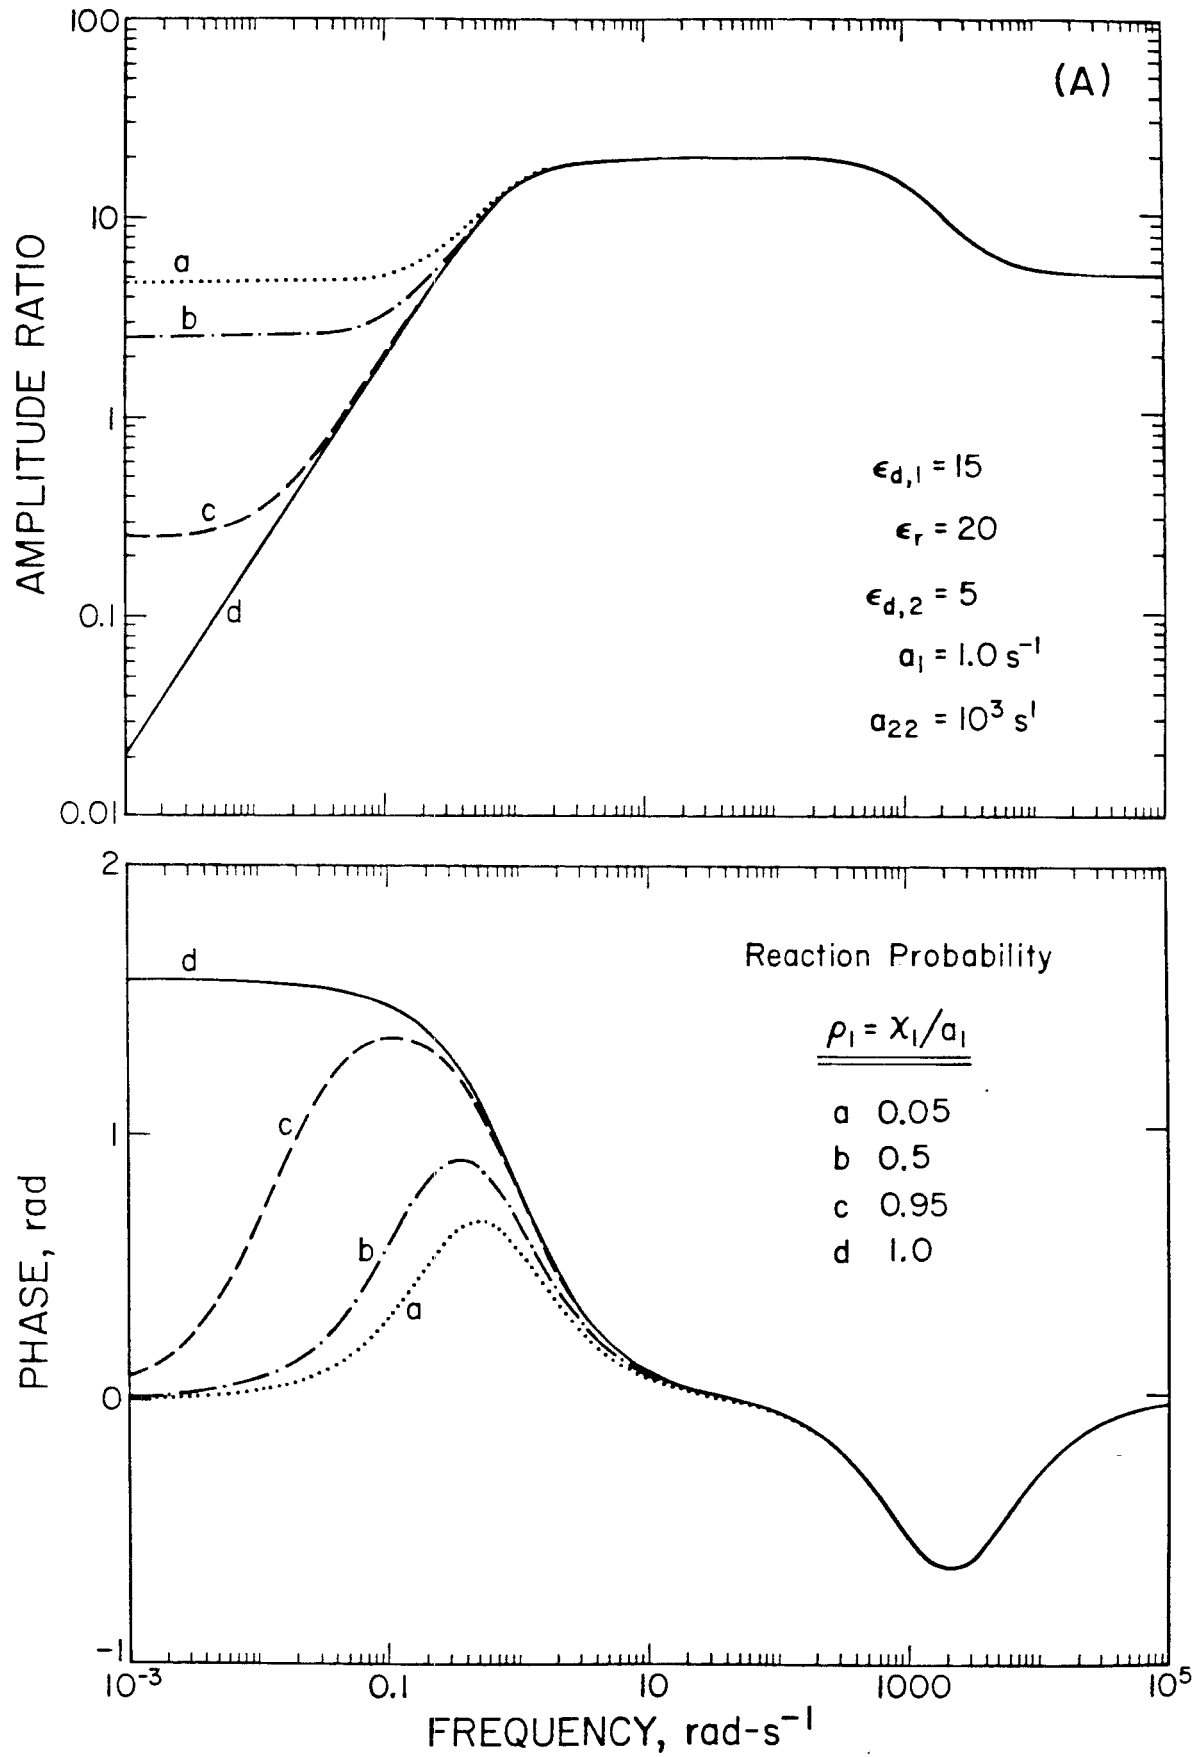 100
(A)
10
a
b
1
c
d
0.1
0.01
AMPLITUDE RATIO
ϵd,1 = 15
ϵr = 20
ϵd,2 = 5
a1 = 1.0 s⁻¹
a22 = 10³ s¹
2
d
Reaction Probability
ρ1 = χ1/a1
a 0.05
b 0.5
c 0.95
d 1.0
1
c
b
a
0
-1
PHASE, rad
10⁻³ 0.1 10 1000 10⁵
FREQUENCY, rad-s⁻¹